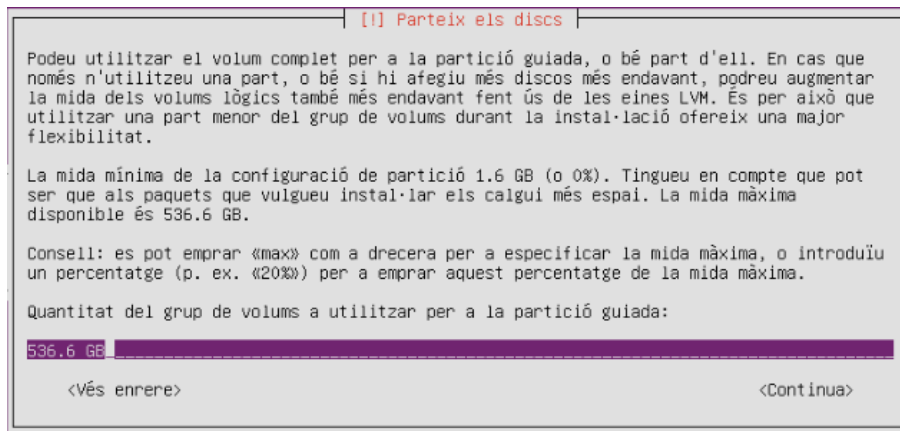 [!] Parteix els discs
Podeu utilitzar el volum complet per a la partició guiada, o bé part d'ell. En cas que
només n'utilitzeu una part, o bé si hi afegiu més discos més endavant, podreu augmentar
la mida dels volums lògics també més endavant fent ús de les eines LVM. És per això que
utilitzar una part menor del grup de volums durant la instal·lació ofereix una major
flexibilitat.
La mida mínima de la configuració de partició 1.6 GB (o 0%). Tingueu en compte que pot
ser que als paquets que vulgueu instal·lar els calgui més espai. La mida màxima
disponible és 536.6 GB.
Consell: es pot emprar «max» com a drecera per a especificar la mida màxima, o introduïu
un percentatge (p. ex. «20%») per a emprar aquest percentatge de la mida màxima.
Quantitat del grup de volums a utilitzar per a la partició guiada:
536.6 GB
<Vés enrere> <Continua>